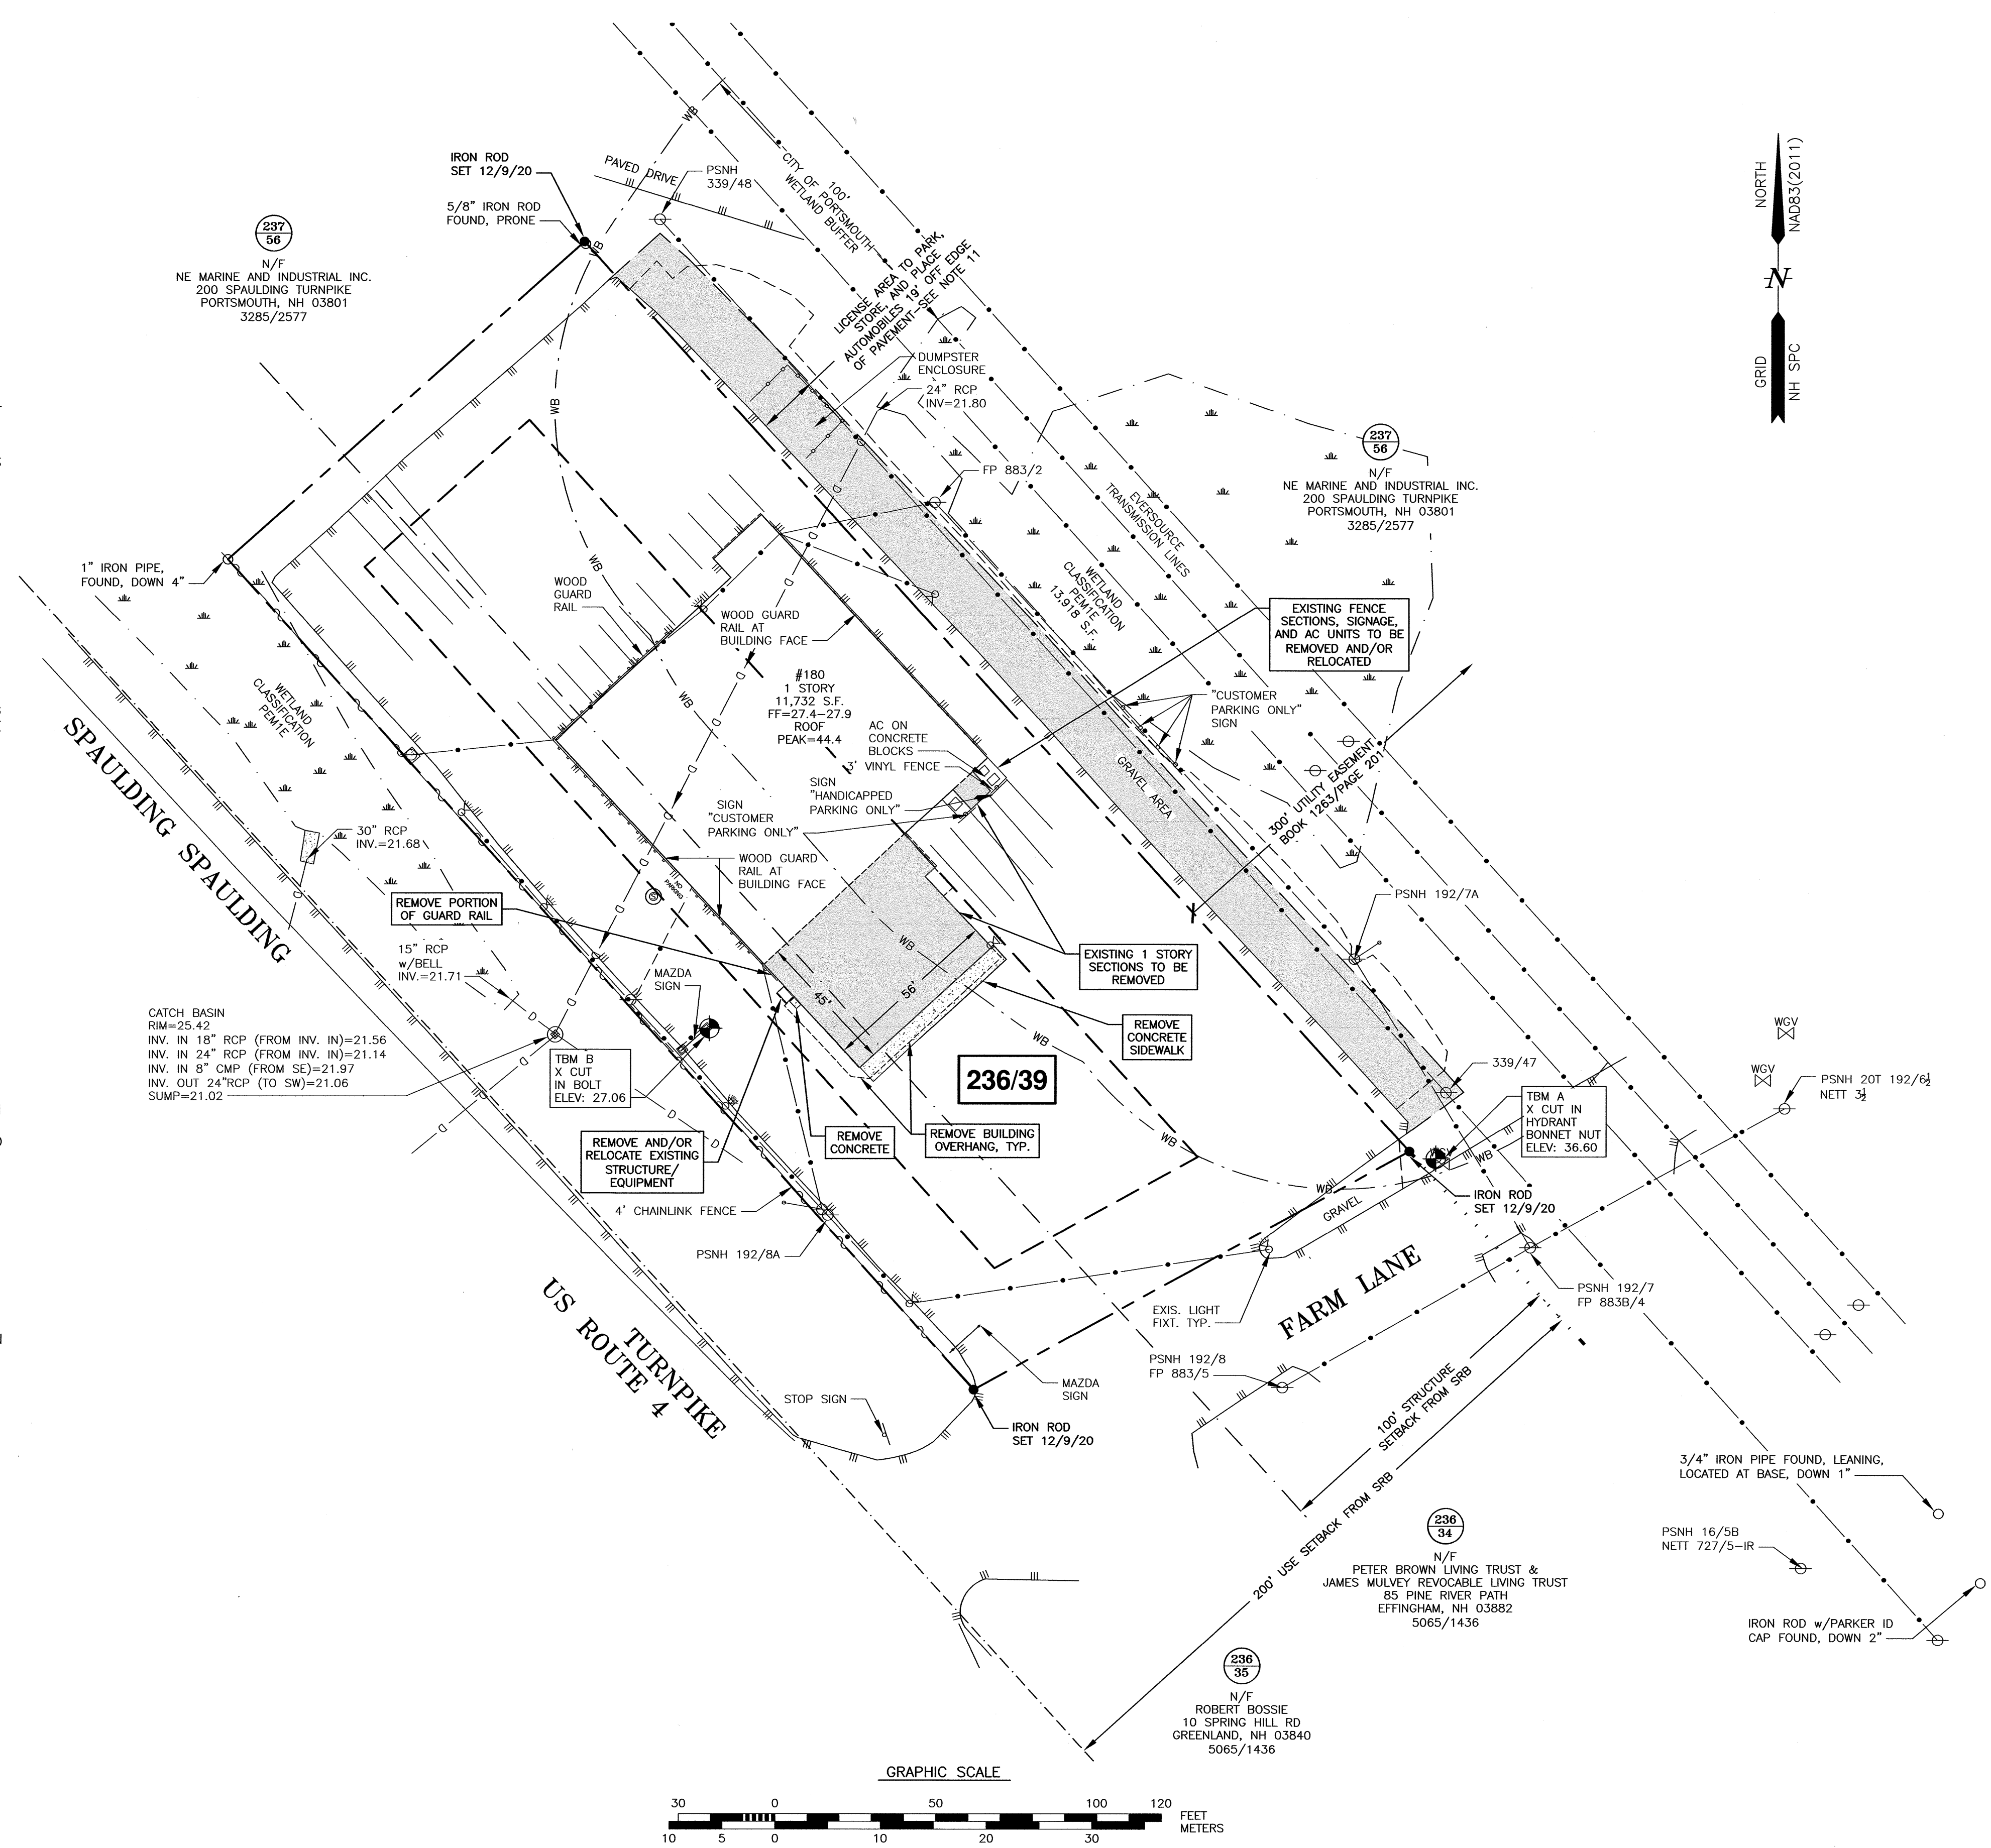 IRON ROD
SET 12/9/20
5/8" IRON ROD
FOUND, PRONE
PAVED DRIVE
PSNH
339/48
WB
100'
CITY OF PORTSMOUTH
WETLAND BUFFER
NORTH
NAD83(2011)
N
GRID
NH SPC
237
56
N/F
NE MARINE AND INDUSTRIAL INC.
200 SPAULDING TURNPIKE
PORTSMOUTH, NH 03801
3285/2577
WB
LICENSE AREA TO PARK,
STORE, AND PLACE
AUTOMOBILES 19' OFF EDGE
OF PAVEMENT-SEE NOTE 11
DUMPSTER
ENCLOSURE
24" RCP
INV=21.80
WB
D
FP 883/2
237
56
N/F
NE MARINE AND INDUSTRIAL INC.
200 SPAULDING TURNPIKE
PORTSMOUTH, NH 03801
3285/2577
EVERSOURCE
TRANSMISSION LINES
WETLAND
CLASSIFICATION
PEM1E
13,918 S.F.
1" IRON PIPE,
FOUND, DOWN 4"
WB
D
WOOD
GUARD
RAIL
WOOD GUARD
RAIL AT
BUILDING FACE
D
EXISTING FENCE
SECTIONS, SIGNAGE,
AND AC UNITS TO BE
REMOVED AND/OR
RELOCATED
#180
1 STORY
11,732 S.F.
FF=27.4-27.9
ROOF
PEAK=44.4
WB
"CUSTOMER
PARKING ONLY"
SIGN
WETLAND
CLASSIFICATION
PEM1E
AC ON
CONCRETE
BLOCKS
3' VINYL FENCE
GRAVEL AREA
SIGN
"HANDICAPPED
PARKING ONLY"
SIGN
"CUSTOMER
PARKING ONLY"
300' UTILITY EASEMENT
BOOK 1263/PAGE 201
SPAULDING SPAULDING
30" RCP
INV.=21.68
D
WOOD GUARD
RAIL AT
BUILDING FACE
NO
PARKING
S
D
REMOVE PORTION
OF GUARD RAIL
PSNH 192/7A
D
WB
15" RCP
w/BELL
INV.=21.71
MAZDA
SIGN
EXISTING 1 STORY
SECTIONS TO BE
REMOVED
45'
56'
CATCH BASIN
RIM=25.42
INV. IN 18" RCP (FROM INV. IN)=21.56
INV. IN 24" RCP (FROM INV. IN)=21.14
INV. IN 8" CMP (FROM SE)=21.97
INV. OUT 24"RCP (TO SW)=21.06
SUMP=21.02
D
D
TBM B
X CUT
IN BOLT
ELEV: 27.06
D
D
WB
REMOVE
CONCRETE
SIDEWALK
WGV
WGV
236/39
339/47
TBM A
X CUT IN
HYDRANT
BONNET NUT
ELEV: 36.60
PSNH 20T 192/6½
NETT 3½
REMOVE AND/OR
RELOCATE EXISTING
STRUCTURE/
EQUIPMENT
REMOVE
CONCRETE
REMOVE BUILDING
OVERHANG, TYP.
WB
WB
WB
IRON ROD
SET 12/9/20
4' CHAINLINK FENCE
GRAVEL
PSNH 192/8A
FARM LANE
PSNH 192/7
FP 883B/4
EXIS. LIGHT
FIXT. TYP.
TURNPIKE
US ROUTE 4
PSNH 192/8
FP 883/5
MAZDA
SIGN
STOP SIGN
IRON ROD
SET 12/9/20
100' STRUCTURE
SETBACK FROM SRB
200' USE SETBACK FROM SRB
3/4" IRON PIPE FOUND, LEANING,
LOCATED AT BASE, DOWN 1"
PSNH 16/5B
NETT 727/5-IR
236
34
N/F
PETER BROWN LIVING TRUST &
JAMES MULVEY REVOCABLE LIVING TRUST
85 PINE RIVER PATH
EFFINGHAM, NH 03882
5065/1436
IRON ROD w/PARKER ID
CAP FOUND, DOWN 2"
236
35
N/F
ROBERT BOSSIE
10 SPRING HILL RD
GREENLAND, NH 03840
5065/1436
GRAPHIC SCALE
30 0 50 100 120
FEET
METERS
10 5 0 10 20 30